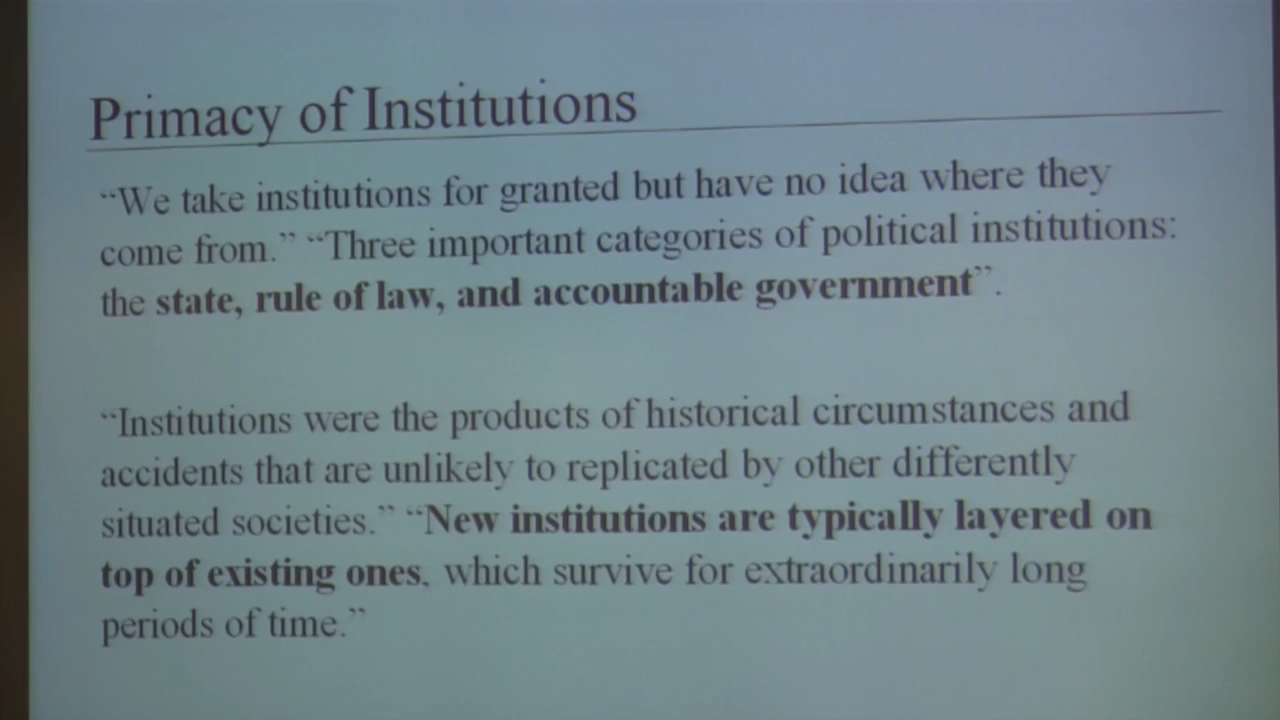 Primacy of Institutions
“We take institutions for granted but have no idea where they
come from.” “Three important categories of political institutions:
the state, rule of law, and accountable government”.
“Institutions were the products of historical circumstances and
accidents that are unlikely to replicated by other differently
situated societies.” “New institutions are typically layered on
top of existing ones, which survive for extraordinarily long
periods of time.”